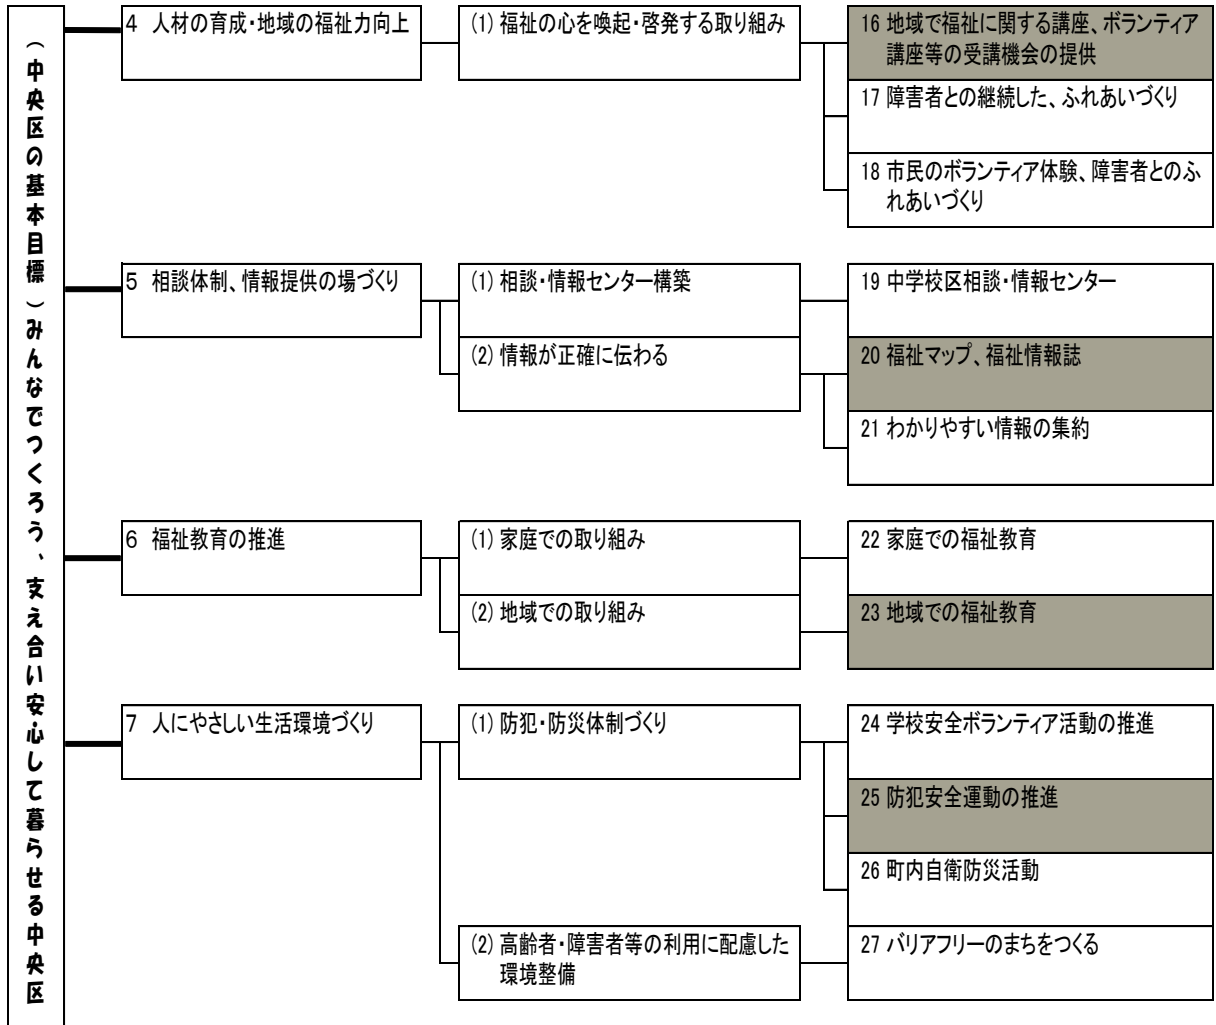 （中央区の基本目標）みんなでつくろう、支え合い安心して暮らせる中央区
4 人材の育成・地域の福祉力向上
(1) 福祉の心を喚起・啓発する取り組み
16 地域で福祉に関する講座、ボランティア
講座等の受講機会の提供
17 障害者との継続した、ふれあいづくり
18 市民のボランティア体験、障害者とのふ
れあいづくり
5 相談体制、情報提供の場づくり
(1) 相談・情報センター構築
19 中学校区相談・情報センター
(2) 情報が正確に伝わる
20 福祉マップ、福祉情報誌
21 わかりやすい情報の集約
6 福祉教育の推進
(1) 家庭での取り組み
22 家庭での福祉教育
(2) 地域での取り組み
23 地域での福祉教育
7 人にやさしい生活環境づくり
(1) 防犯・防災体制づくり
24 学校安全ボランティア活動の推進
25 防犯安全運動の推進
26 町内自衛防災活動
(2) 高齢者・障害者等の利用に配慮した
環境整備
27 バリアフリーのまちをつくる